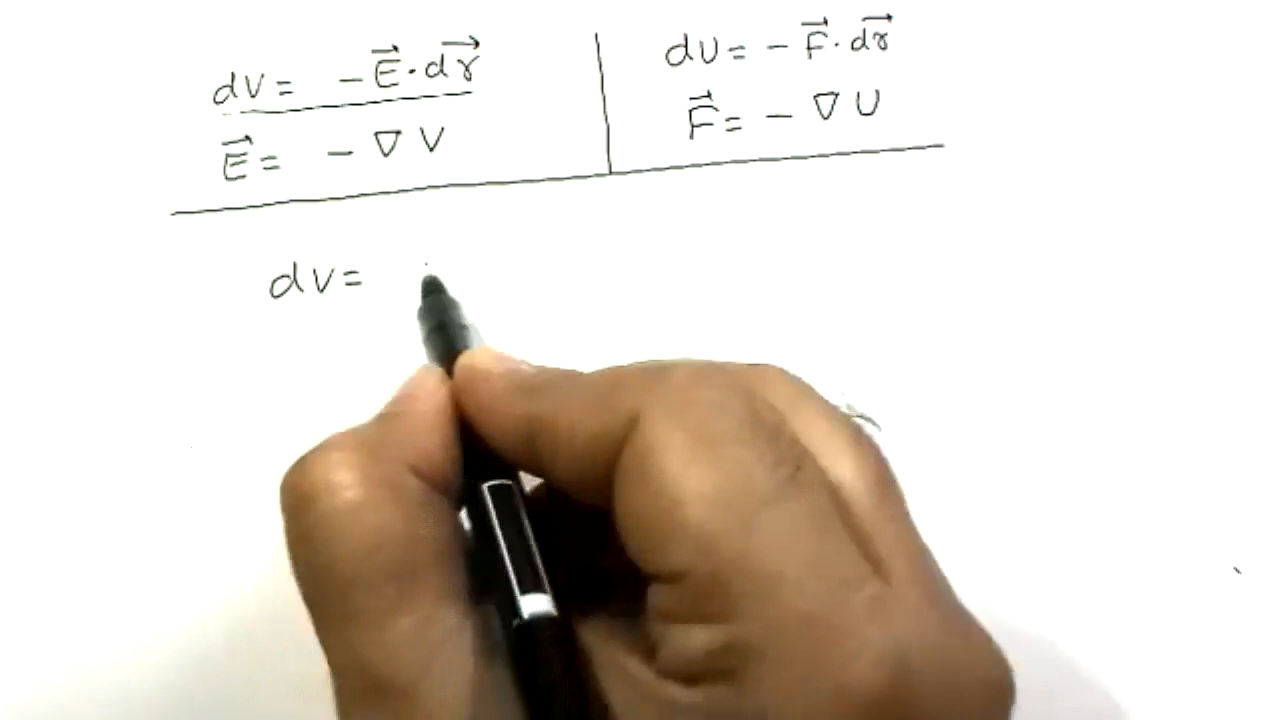 dV = −E⃗·dr⃗
E⃗ = −∇V
dU = −F⃗·dr⃗
F⃗ = −∇U
dV =